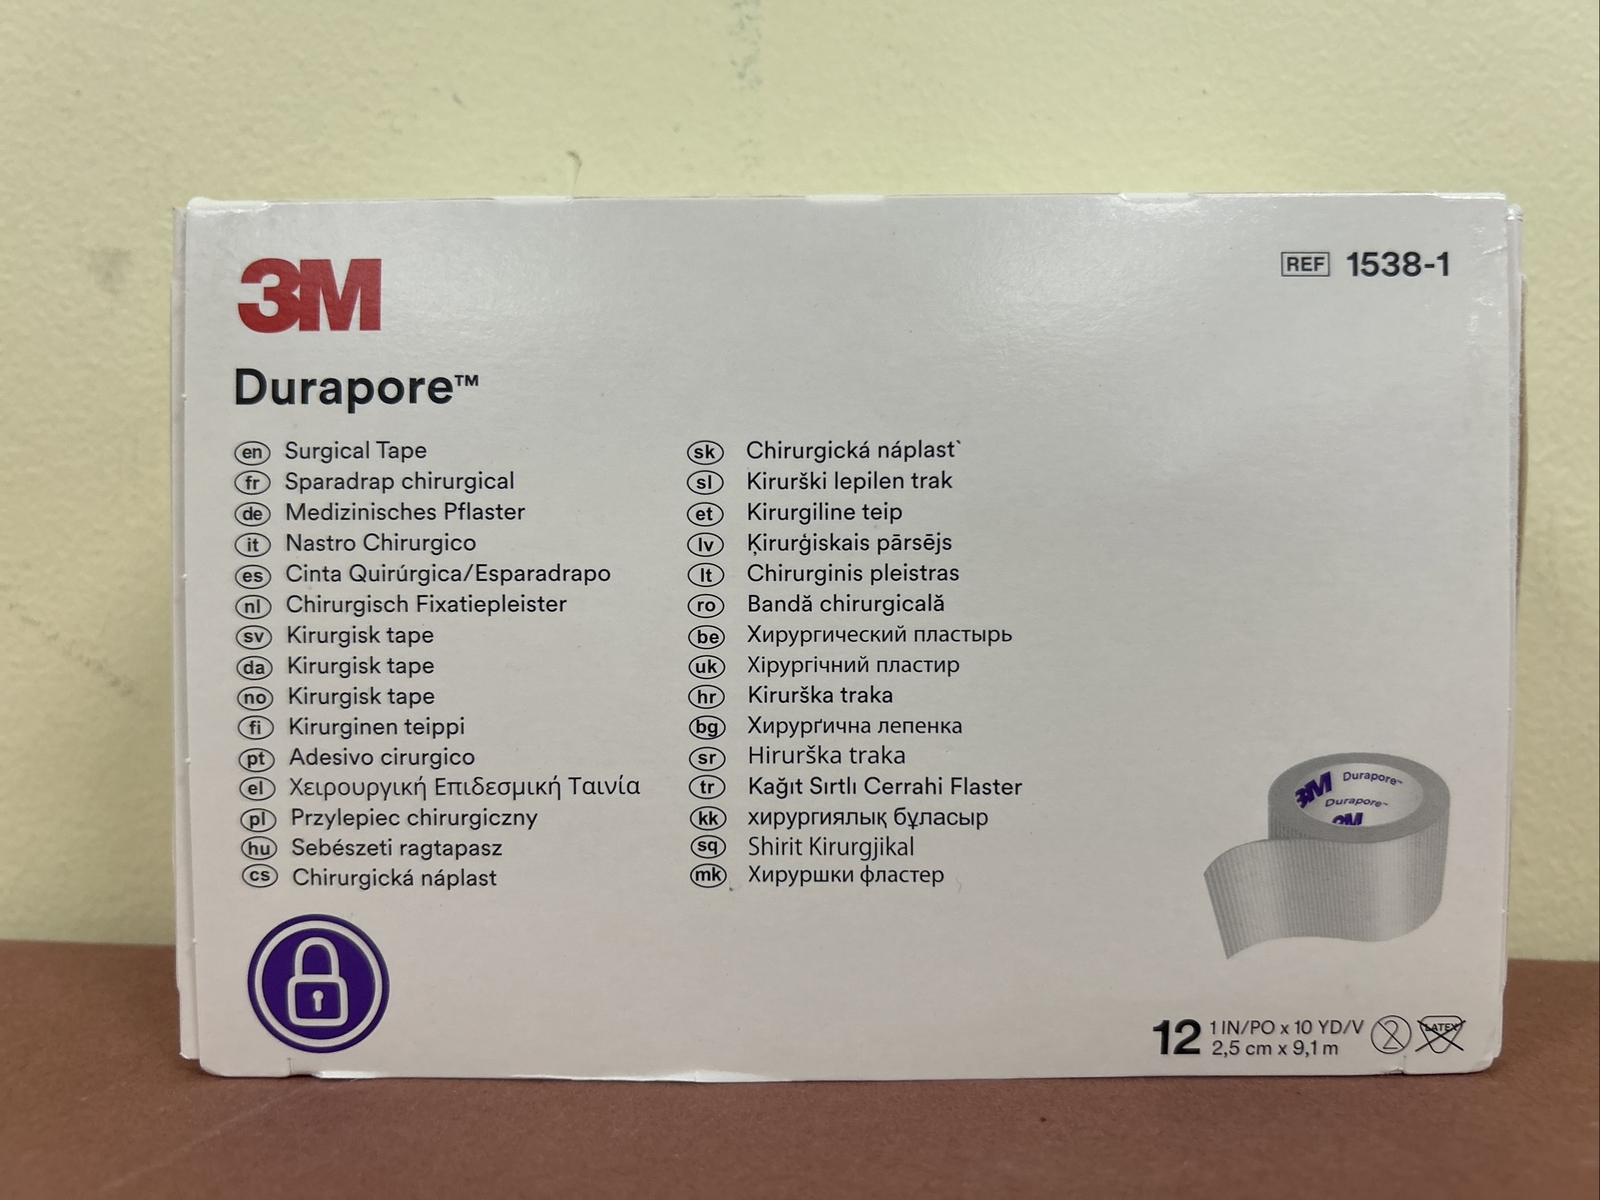 3M
REF 1538-1
Durapore™
en Surgical Tape
fr Sparadrap chirurgical
de Medizinisches Pflaster
it Nastro Chirurgico
es Cinta Quirúrgica/Esparadrapo
nl Chirurgisch Fixatiepleister
sv Kirurgisk tape
da Kirurgisk tape
no Kirurgisk tape
fi Kirurginen teippi
pt Adesivo cirurgico
el Χειρουργική Επιδεσμική Ταινία
pl Przylepiec chirurgiczny
hu Sebészeti ragtapasz
cs Chirurgická náplast
sk Chirurgická náplast`
sl Kirurški lepilen trak
et Kirurgiline teip
lv Ķirurģiskais pārsējs
lt Chirurginis pleistras
ro Bandă chirurgicală
be Хирургический пластырь
uk Хірургічний пластир
hr Kirurška traka
bg Хирурґична лепенка
sr Hirurška traka
tr Kağıt Sırtlı Cerrahi Flaster
kk хирургиялық бұласыр
sq Shirit Kirurgjikal
mk Хируршки фластер
3M Durapore™
Durapore™
3M
12 1 IN/PO x 10 YD/V
2,5 cm x 9,1 m
2
LATEX